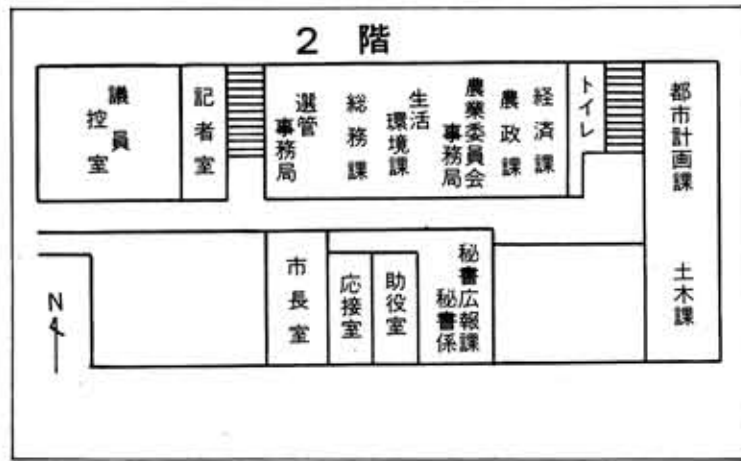 2 階
議員
控室
記者室
選管
事務局
総務課
生活
環境課
農業委員会
事務局
農政課
経済課
トイレ
都市計画課
土木課
市長室
応接室
助役室
秘書広報課
秘書係
N